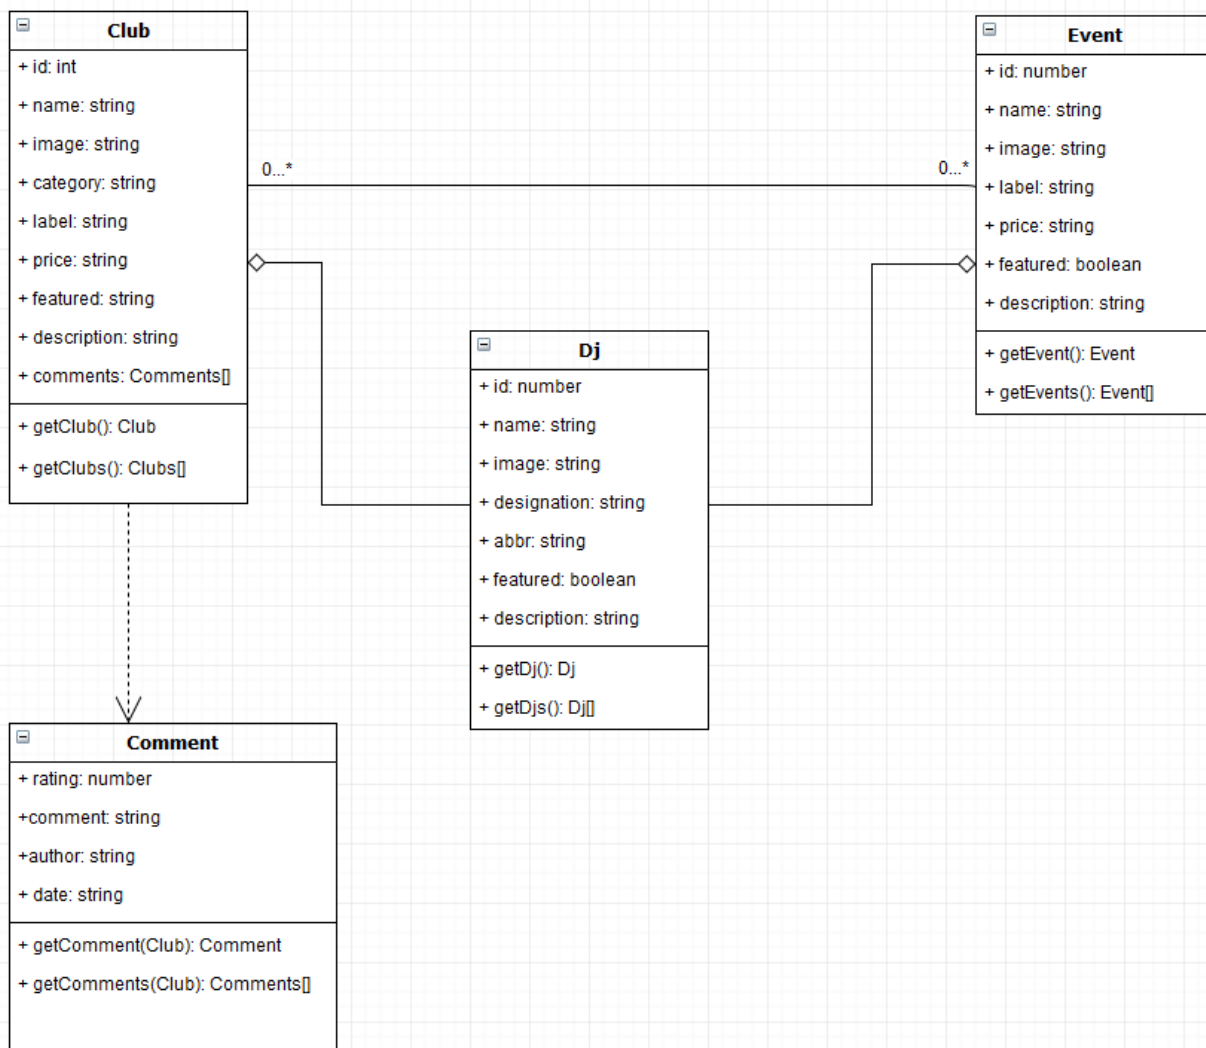 Club
+ id: int
+ name: string
+ image: string
+ category: string
+ label: string
+ price: string
+ featured: string
+ description: string
+ comments: Comments[]
+ getClub(): Club
+ getClubs(): Clubs[]
0...*
0...*
Event
+ id: number
+ name: string
+ image: string
+ label: string
+ price: string
+ featured: boolean
+ description: string
+ getEvent(): Event
+ getEvents(): Event[]
Dj
+ id: number
+ name: string
+ image: string
+ designation: string
+ abbr: string
+ featured: boolean
+ description: string
+ getDj(): Dj
+ getDjs(): Dj[]
Comment
+ rating: number
+comment: string
+author: string
+ date: string
+ getComment(Club): Comment
+ getComments(Club): Comments[]